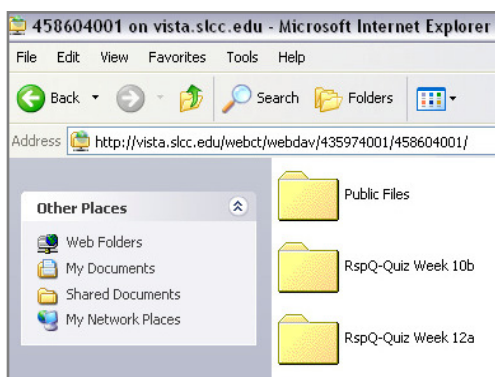 458604001 on vista.slcc.edu - Microsoft Internet Explorer
File Edit View Favorites Tools Help
Back Search Folders
Address http://vista.slcc.edu/webct/webdav/435974001/458604001/
Other Places
Web Folders
My Documents
Shared Documents
My Network Places
Public Files
RspQ-Quiz Week 10b
RspQ-Quiz Week 12a